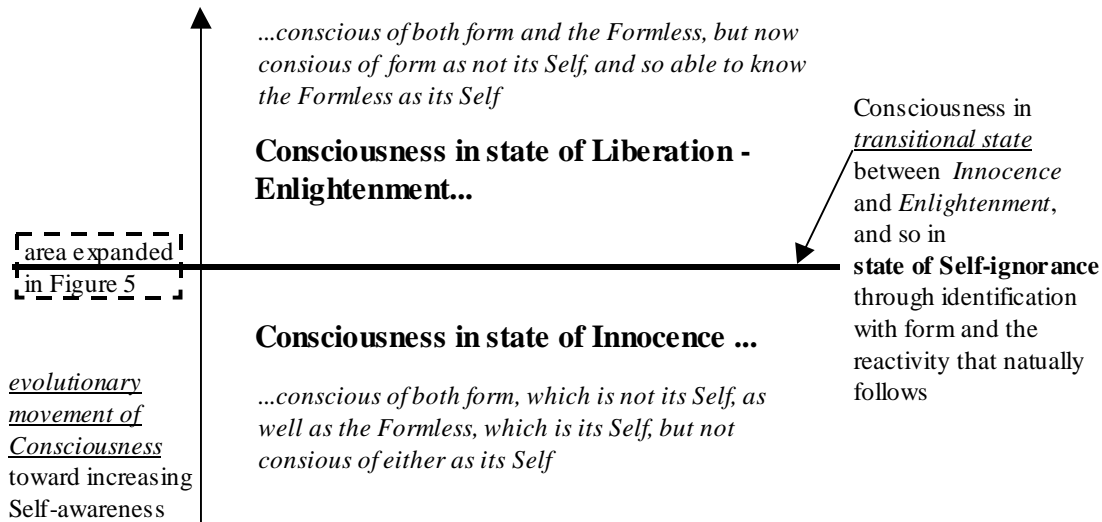 ...conscious of both form and the Formless, but now
consious of form as not its Self, and so able to know
the Formless as its Self
Consciousness in state of Liberation -
Enlightenment...
Consciousness in
transitional state
between Innocence
and Enlightenment,
and so in
state of Self-ignorance
through identification
with form and the
reactivity that natually
follows
area expanded
in Figure 5
Consciousness in state of Innocence ...
...conscious of both form, which is not its Self, as
well as the Formless, which is its Self, but not
consious of either as its Self
evolutionary
movement of
Consciousness
toward increasing
Self-awareness